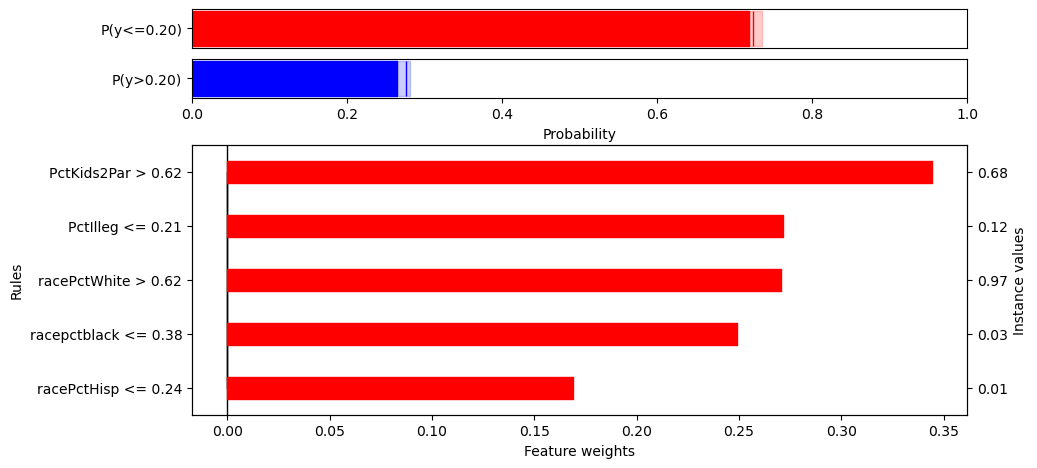 P(y<=0.20)
P(y>0.20)
0.0 0.2 0.4 0.6 0.8 1.0
Probability
PctKids2Par > 0.62 0.68
PctIlleg <= 0.21 0.12
racePctWhite > 0.62 0.97
racepctblack <= 0.38 0.03
racePctHisp <= 0.24 0.01
Rules
Instance values
0.00 0.05 0.10 0.15 0.20 0.25 0.30 0.35
Feature weights